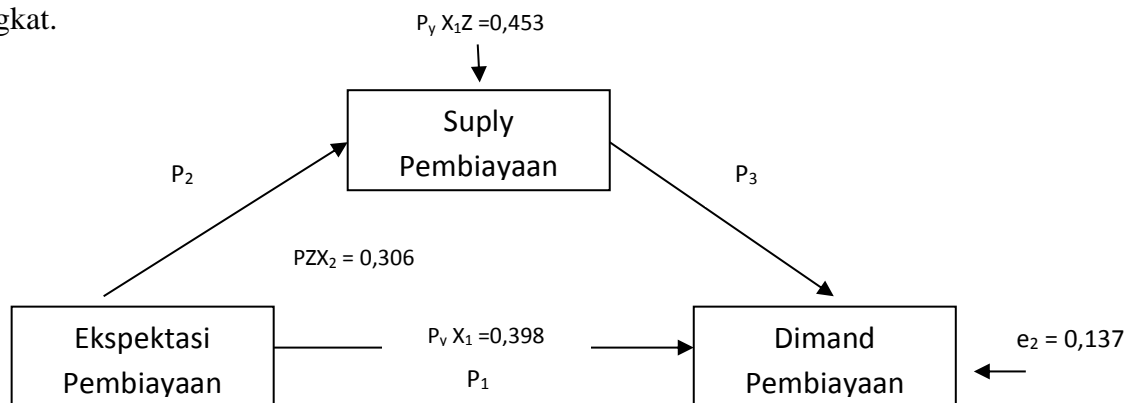 gkat.
Py X1Z =0,453
Suply
Pembiayaan
P2
P3
PZX2 = 0,306
Ekspektasi
Pembiayaan
Py X1 =0,398
P1
Dimand
Pembiayaan
e2 = 0,137